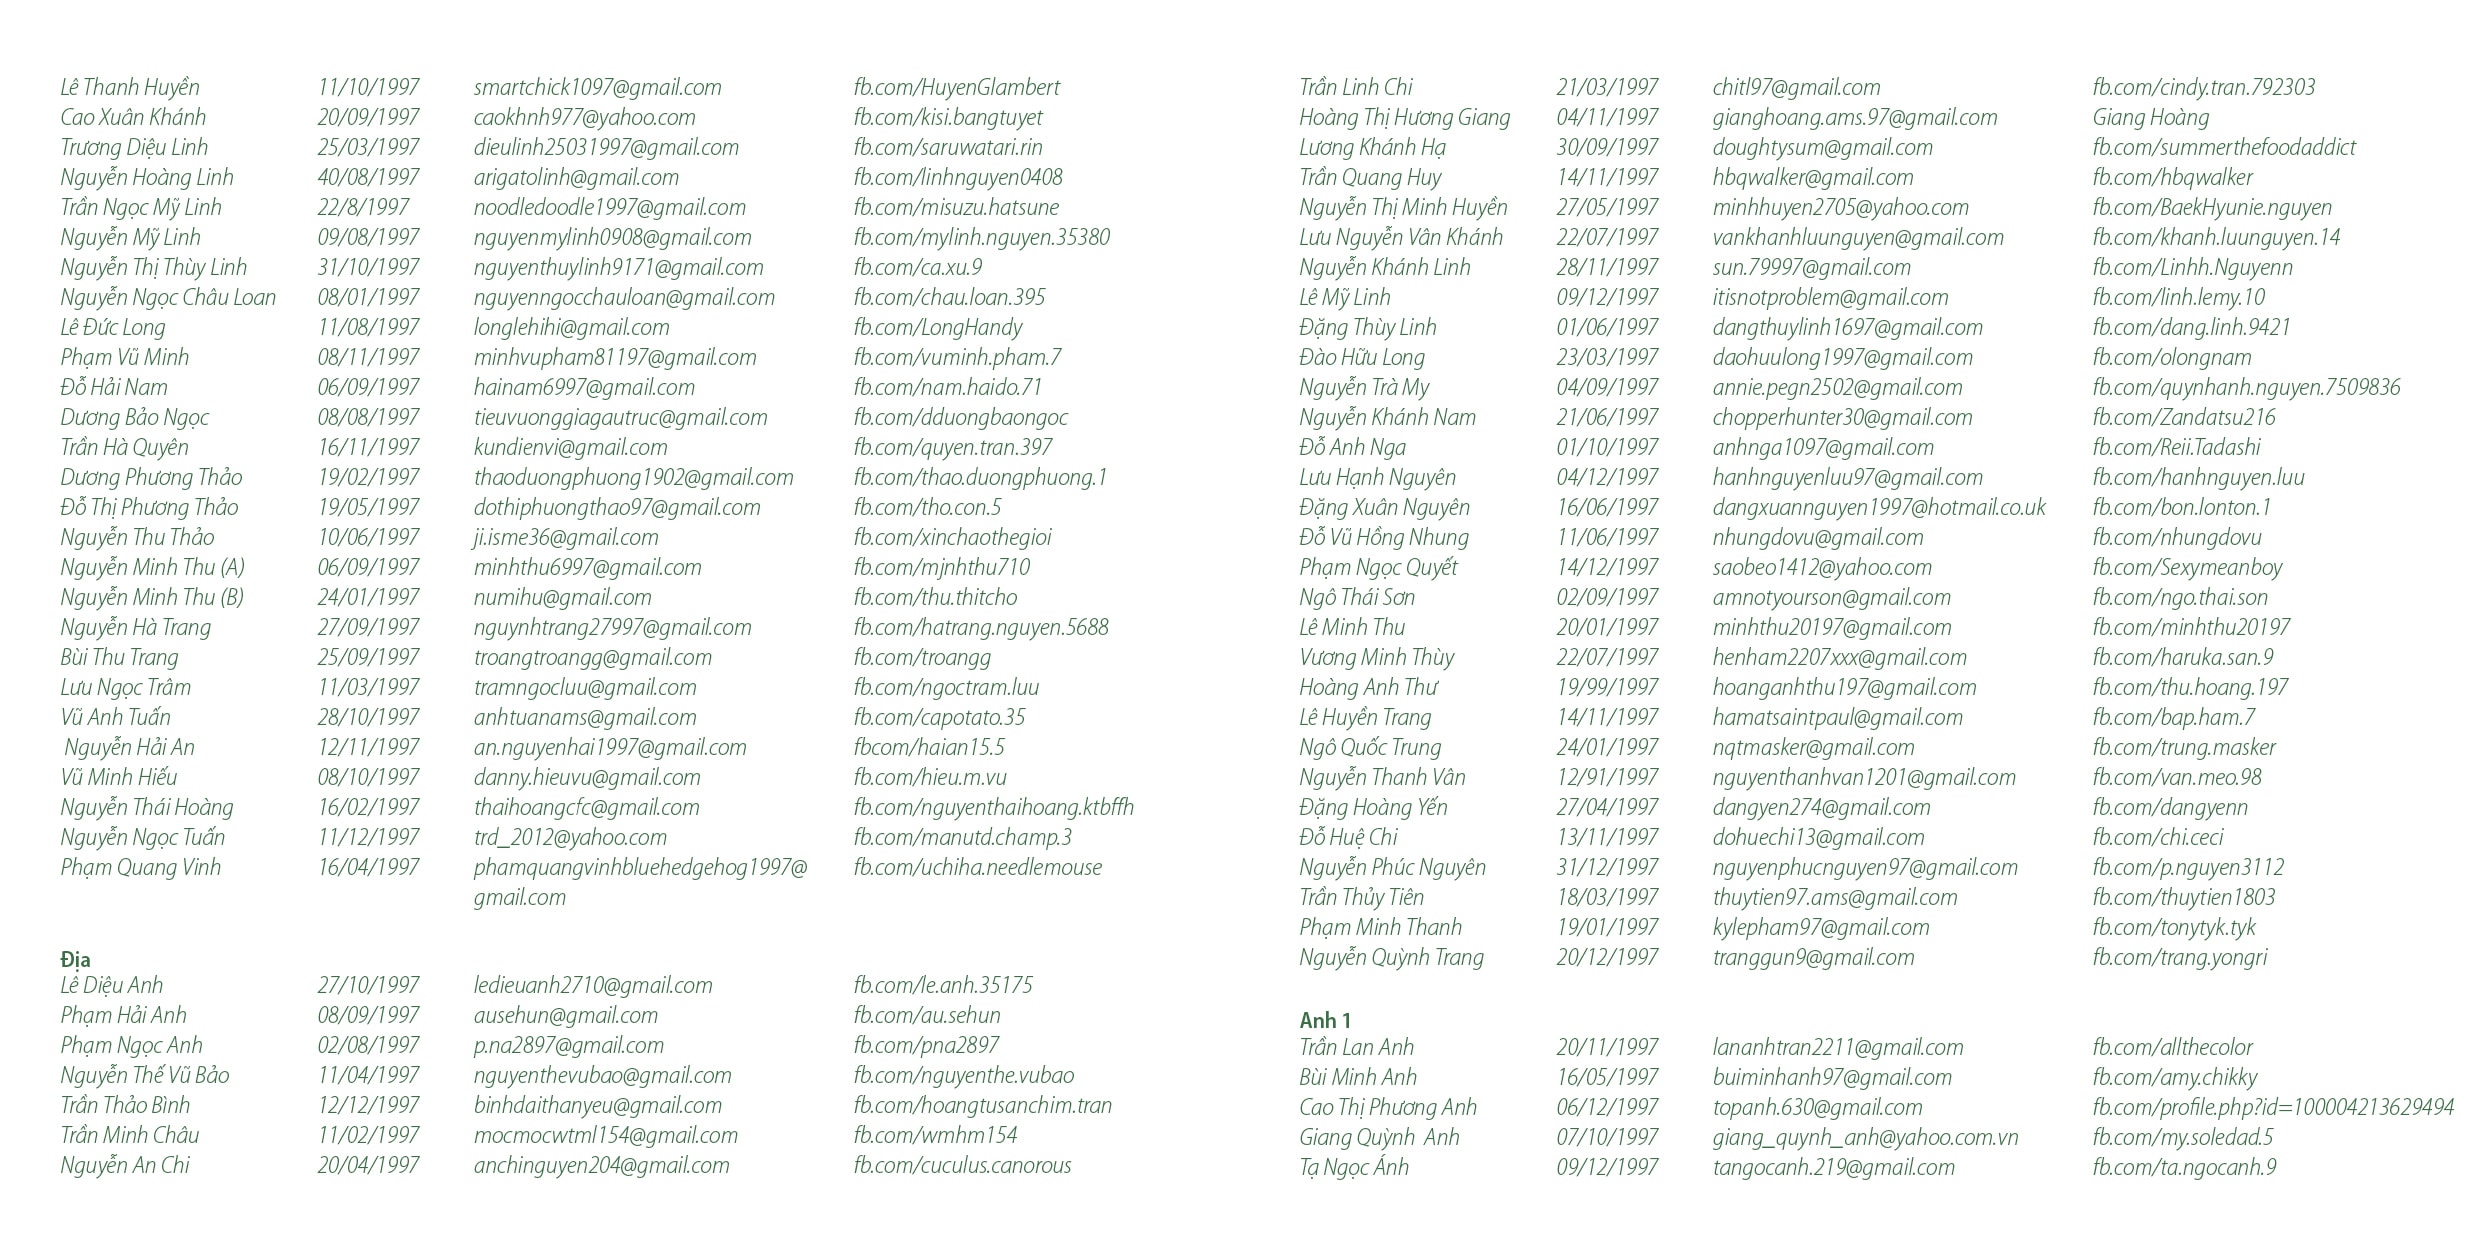 Lê Thanh Huyền 11/10/1997 smartchick1097@gmail.com fb.com/HuyenGlambert
Cao Xuân Khánh 20/09/1997 caokhnh977@yahoo.com fb.com/kisi.bangtuyet
Trương Diệu Linh 25/03/1997 dieulinh25031997@gmail.com fb.com/saruwatari.rin
Nguyễn Hoàng Linh 40/08/1997 arigatolinh@gmail.com fb.com/linhnguyen0408
Trần Ngọc Mỹ Linh 22/8/1997 noodledoodle1997@gmail.com fb.com/misuzu.hatsune
Nguyễn Mỹ Linh 09/08/1997 nguyenmylinh0908@gmail.com fb.com/mylinh.nguyen.35380
Nguyễn Thị Thùy Linh 31/10/1997 nguyenthuylinh9171@gmail.com fb.com/ca.xu.9
Nguyễn Ngọc Châu Loan 08/01/1997 nguyenngocchauloan@gmail.com fb.com/chau.loan.395
Lê Đức Long 11/08/1997 longlehihi@gmail.com fb.com/LongHandy
Phạm Vũ Minh 08/11/1997 minhvupham81197@gmail.com fb.com/vuminh.pham.7
Đỗ Hải Nam 06/09/1997 hainam6997@gmail.com fb.com/nam.haido.71
Dương Bảo Ngọc 08/08/1997 tieuvuonggiagautruc@gmail.com fb.com/dduongbaongoc
Trần Hà Quyên 16/11/1997 kundienvi@gmail.com fb.com/quyen.tran.397
Dương Phương Thảo 19/02/1997 thaoduongphuong1902@gmail.com fb.com/thao.duongphuong.1
Đỗ Thị Phương Thảo 19/05/1997 dothiphuongthao97@gmail.com fb.com/tho.con.5
Nguyễn Thu Thảo 10/06/1997 ji.isme36@gmail.com fb.com/xinchaothegioi
Nguyễn Minh Thu (A) 06/09/1997 minhthu6997@gmail.com fb.com/mjnhthu710
Nguyễn Minh Thu (B) 24/01/1997 numihu@gmail.com fb.com/thu.thitcho
Nguyễn Hà Trang 27/09/1997 nguynhtrang27997@gmail.com fb.com/hatrang.nguyen.5688
Bùi Thu Trang 25/09/1997 troangtroangg@gmail.com fb.com/troangg
Lưu Ngọc Trâm 11/03/1997 tramngocluu@gmail.com fb.com/ngoctram.luu
Vũ Anh Tuấn 28/10/1997 anhtuanams@gmail.com fb.com/capotato.35
Nguyễn Hải An 12/11/1997 an.nguyenhai1997@gmail.com fbcom/haian15.5
Vũ Minh Hiếu 08/10/1997 danny.hieuvu@gmail.com fb.com/hieu.m.vu
Nguyễn Thái Hoàng 16/02/1997 thaihoangcfc@gmail.com fb.com/nguyenthaihoang.ktbffh
Nguyễn Ngọc Tuấn 11/12/1997 trd_2012@yahoo.com fb.com/manutd.champ.3
Phạm Quang Vinh 16/04/1997 phamquangvinhbluehedgehog1997@ fb.com/uchiha.needlemouse
gmail.com
Địa
Lê Diệu Anh 27/10/1997 ledieuanh2710@gmail.com fb.com/le.anh.35175
Phạm Hải Anh 08/09/1997 ausehun@gmail.com fb.com/au.sehun
Phạm Ngọc Anh 02/08/1997 p.na2897@gmail.com fb.com/pna2897
Nguyễn Thế Vũ Bảo 11/04/1997 nguyenthevubao@gmail.com fb.com/nguyenthe.vubao
Trần Thảo Bình 12/12/1997 binhdaithanyeu@gmail.com fb.com/hoangtusanchim.tran
Trần Minh Châu 11/02/1997 mocmocwtml154@gmail.com fb.com/wmhm154
Nguyễn An Chi 20/04/1997 anchinguyen204@gmail.com fb.com/cuculus.canorous
Trần Linh Chi 21/03/1997 chitl97@gmail.com fb.com/cindy.tran.792303
Hoàng Thị Hương Giang 04/11/1997 gianghoang.ams.97@gmail.com Giang Hoàng
Lương Khánh Hạ 30/09/1997 doughtysum@gmail.com fb.com/summerthefoodaddict
Trần Quang Huy 14/11/1997 hbqwalker@gmail.com fb.com/hbqwalker
Nguyễn Thị Minh Huyền 27/05/1997 minhhuyen2705@yahoo.com fb.com/BaekHyunie.nguyen
Lưu Nguyễn Vân Khánh 22/07/1997 vankhanhluunguyen@gmail.com fb.com/khanh.luunguyen.14
Nguyễn Khánh Linh 28/11/1997 sun.79997@gmail.com fb.com/Linhh.Nguyenn
Lê Mỹ Linh 09/12/1997 itisnotproblem@gmail.com fb.com/linh.lemy.10
Đặng Thùy Linh 01/06/1997 dangthuylinh1697@gmail.com fb.com/dang.linh.9421
Đào Hữu Long 23/03/1997 daohuulong1997@gmail.com fb.com/olongnam
Nguyễn Trà My 04/09/1997 annie.pegn2502@gmail.com fb.com/quynhanh.nguyen.7509836
Nguyễn Khánh Nam 21/06/1997 chopperhunter30@gmail.com fb.com/Zandatsu216
Đỗ Anh Nga 01/10/1997 anhnga1097@gmail.com fb.com/Reii.Tadashi
Lưu Hạnh Nguyên 04/12/1997 hanhnguyenluu97@gmail.com fb.com/hanhnguyen.luu
Đặng Xuân Nguyên 16/06/1997 dangxuannguyen1997@hotmail.co.uk fb.com/bon.lonton.1
Đỗ Vũ Hồng Nhung 11/06/1997 nhungdovu@gmail.com fb.com/nhungdovu
Phạm Ngọc Quyết 14/12/1997 saobeo1412@yahoo.com fb.com/Sexymeanboy
Ngô Thái Sơn 02/09/1997 amnotyourson@gmail.com fb.com/ngo.thai.son
Lê Minh Thu 20/01/1997 minhthu20197@gmail.com fb.com/minhthu20197
Vương Minh Thùy 22/07/1997 henham2207xxx@gmail.com fb.com/haruka.san.9
Hoàng Anh Thư 19/99/1997 hoanganhthu197@gmail.com fb.com/thu.hoang.197
Lê Huyền Trang 14/11/1997 hamatsaintpaul@gmail.com fb.com/bap.ham.7
Ngô Quốc Trung 24/01/1997 nqtmasker@gmail.com fb.com/trung.masker
Nguyễn Thanh Vân 12/91/1997 nguyenthanhvan1201@gmail.com fb.com/van.meo.98
Đặng Hoàng Yến 27/04/1997 dangyen274@gmail.com fb.com/dangyenn
Đỗ Huệ Chi 13/11/1997 dohuechi13@gmail.com fb.com/chi.ceci
Nguyễn Phúc Nguyên 31/12/1997 nguyenphucnguyen97@gmail.com fb.com/p.nguyen3112
Trần Thủy Tiên 18/03/1997 thuytien97.ams@gmail.com fb.com/thuytien1803
Phạm Minh Thanh 19/01/1997 kylepham97@gmail.com fb.com/tonytyk.tyk
Nguyễn Quỳnh Trang 20/12/1997 tranggun9@gmail.com fb.com/trang.yongri
Anh 1
Trần Lan Anh 20/11/1997 lananhtran2211@gmail.com fb.com/allthecolor
Bùi Minh Anh 16/05/1997 buiminhanh97@gmail.com fb.com/amy.chikky
Cao Thị Phương Anh 06/12/1997 topanh.630@gmail.com fb.com/profile.php?id=100004213629494
Giang Quỳnh Anh 07/10/1997 giang_quynh_anh@yahoo.com.vn fb.com/my.soledad.5
Tạ Ngọc Ánh 09/12/1997 tangocanh.219@gmail.com fb.com/ta.ngocanh.9